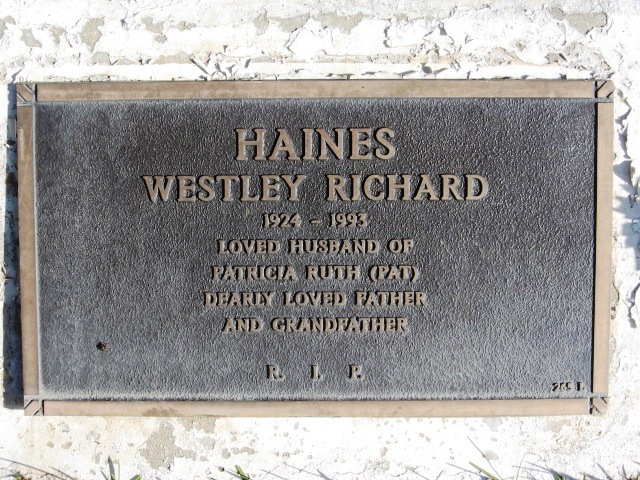 HAINES
WESTLEY RICHARD
1924 - 1993
LOVED HUSBAND OF
PATRICIA RUTH (PAT)
DEARLY LOVED FATHER
AND GRANDFATHER
R. I. P.